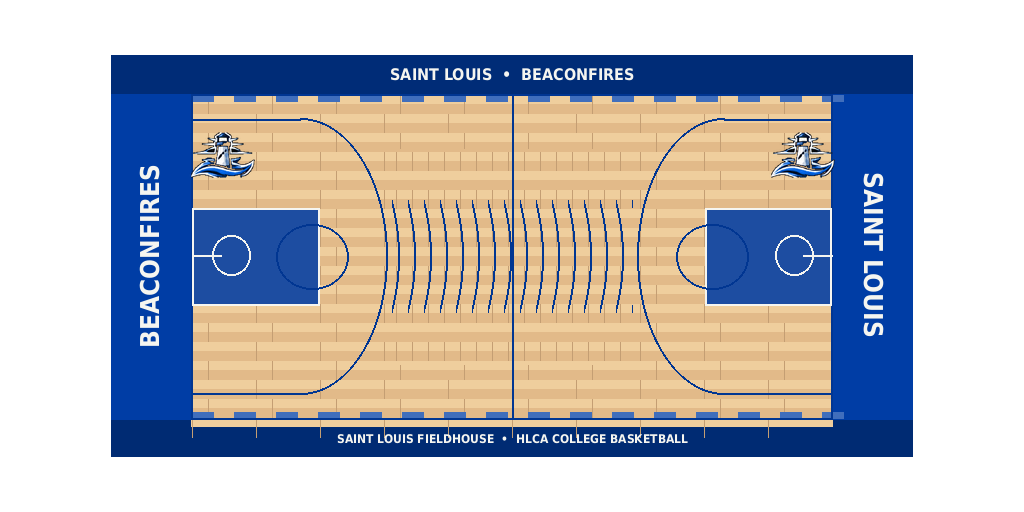 SAINT LOUIS • BEACONFIRES
BEACONFIRES
SAINT LOUIS
SAINT LOUIS FIELDHOUSE • HLCA COLLEGE BASKETBALL